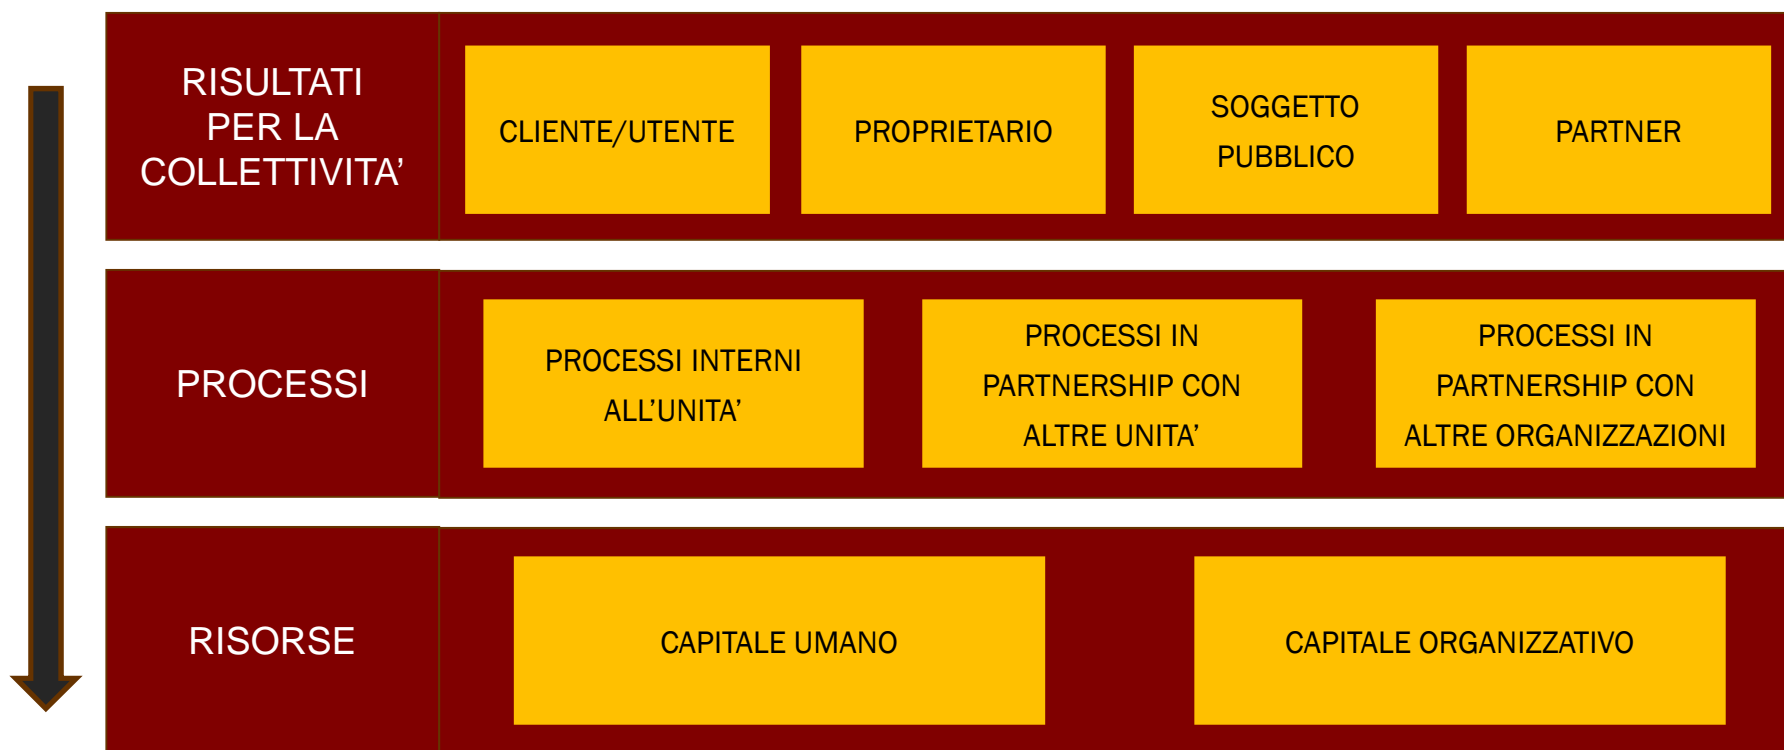 RISULTATI
PER LA
COLLETTIVITA’
CLIENTE/UTENTE
PROPRIETARIO
SOGGETTO
PUBBLICO
PARTNER
PROCESSI
PROCESSI INTERNI
ALL’UNITA’
PROCESSI IN
PARTNERSHIP CON
ALTRE UNITA’
PROCESSI IN
PARTNERSHIP CON
ALTRE ORGANIZZAZIONI
RISORSE
CAPITALE UMANO
CAPITALE ORGANIZZATIVO